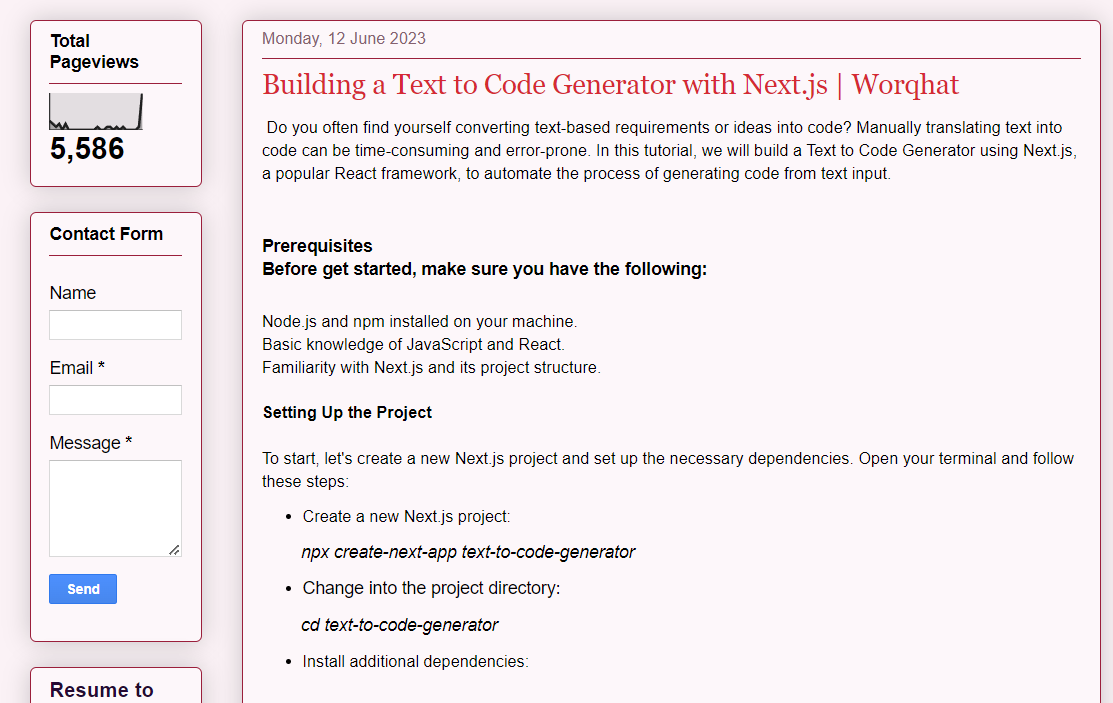 Total
Pageviews
5,586
Contact Form
Name
Email *
Message *
Send
Resume to
Monday, 12 June 2023
Building a Text to Code Generator with Next.js | Worqhat
Do you often find yourself converting text-based requirements or ideas into code? Manually translating text into
code can be time-consuming and error-prone. In this tutorial, we will build a Text to Code Generator using Next.js,
a popular React framework, to automate the process of generating code from text input.
Prerequisites
Before get started, make sure you have the following:
Node.js and npm installed on your machine.
Basic knowledge of JavaScript and React.
Familiarity with Next.js and its project structure.
Setting Up the Project
To start, let's create a new Next.js project and set up the necessary dependencies. Open your terminal and follow
these steps:
• Create a new Next.js project:
npx create-next-app text-to-code-generator
• Change into the project directory:
cd text-to-code-generator
• Install additional dependencies: